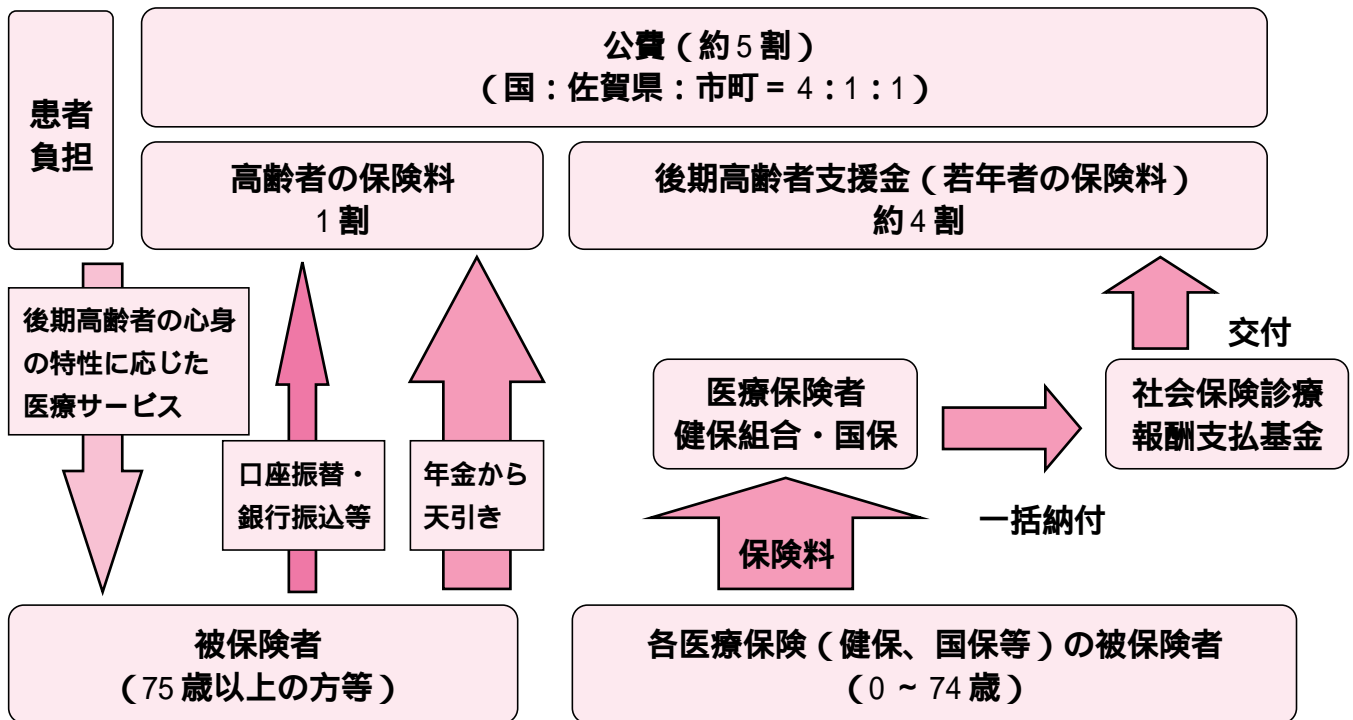 患者
負担
公費（約5割）
（国：佐賀県：市町＝4：1：1）
高齢者の保険料
1割
後期高齢者支援金（若年者の保険料）
約4割
後期高齢者の心身
の特性に応じた
医療サービス
口座振替・
銀行振込等
年金から
天引き
医療保険者
健保組合・国保
交付
社会保険診療
報酬支払基金
一括納付
保険料
被保険者
（75歳以上の方等）
各医療保険（健保、国保等）の被保険者
（0～74歳）